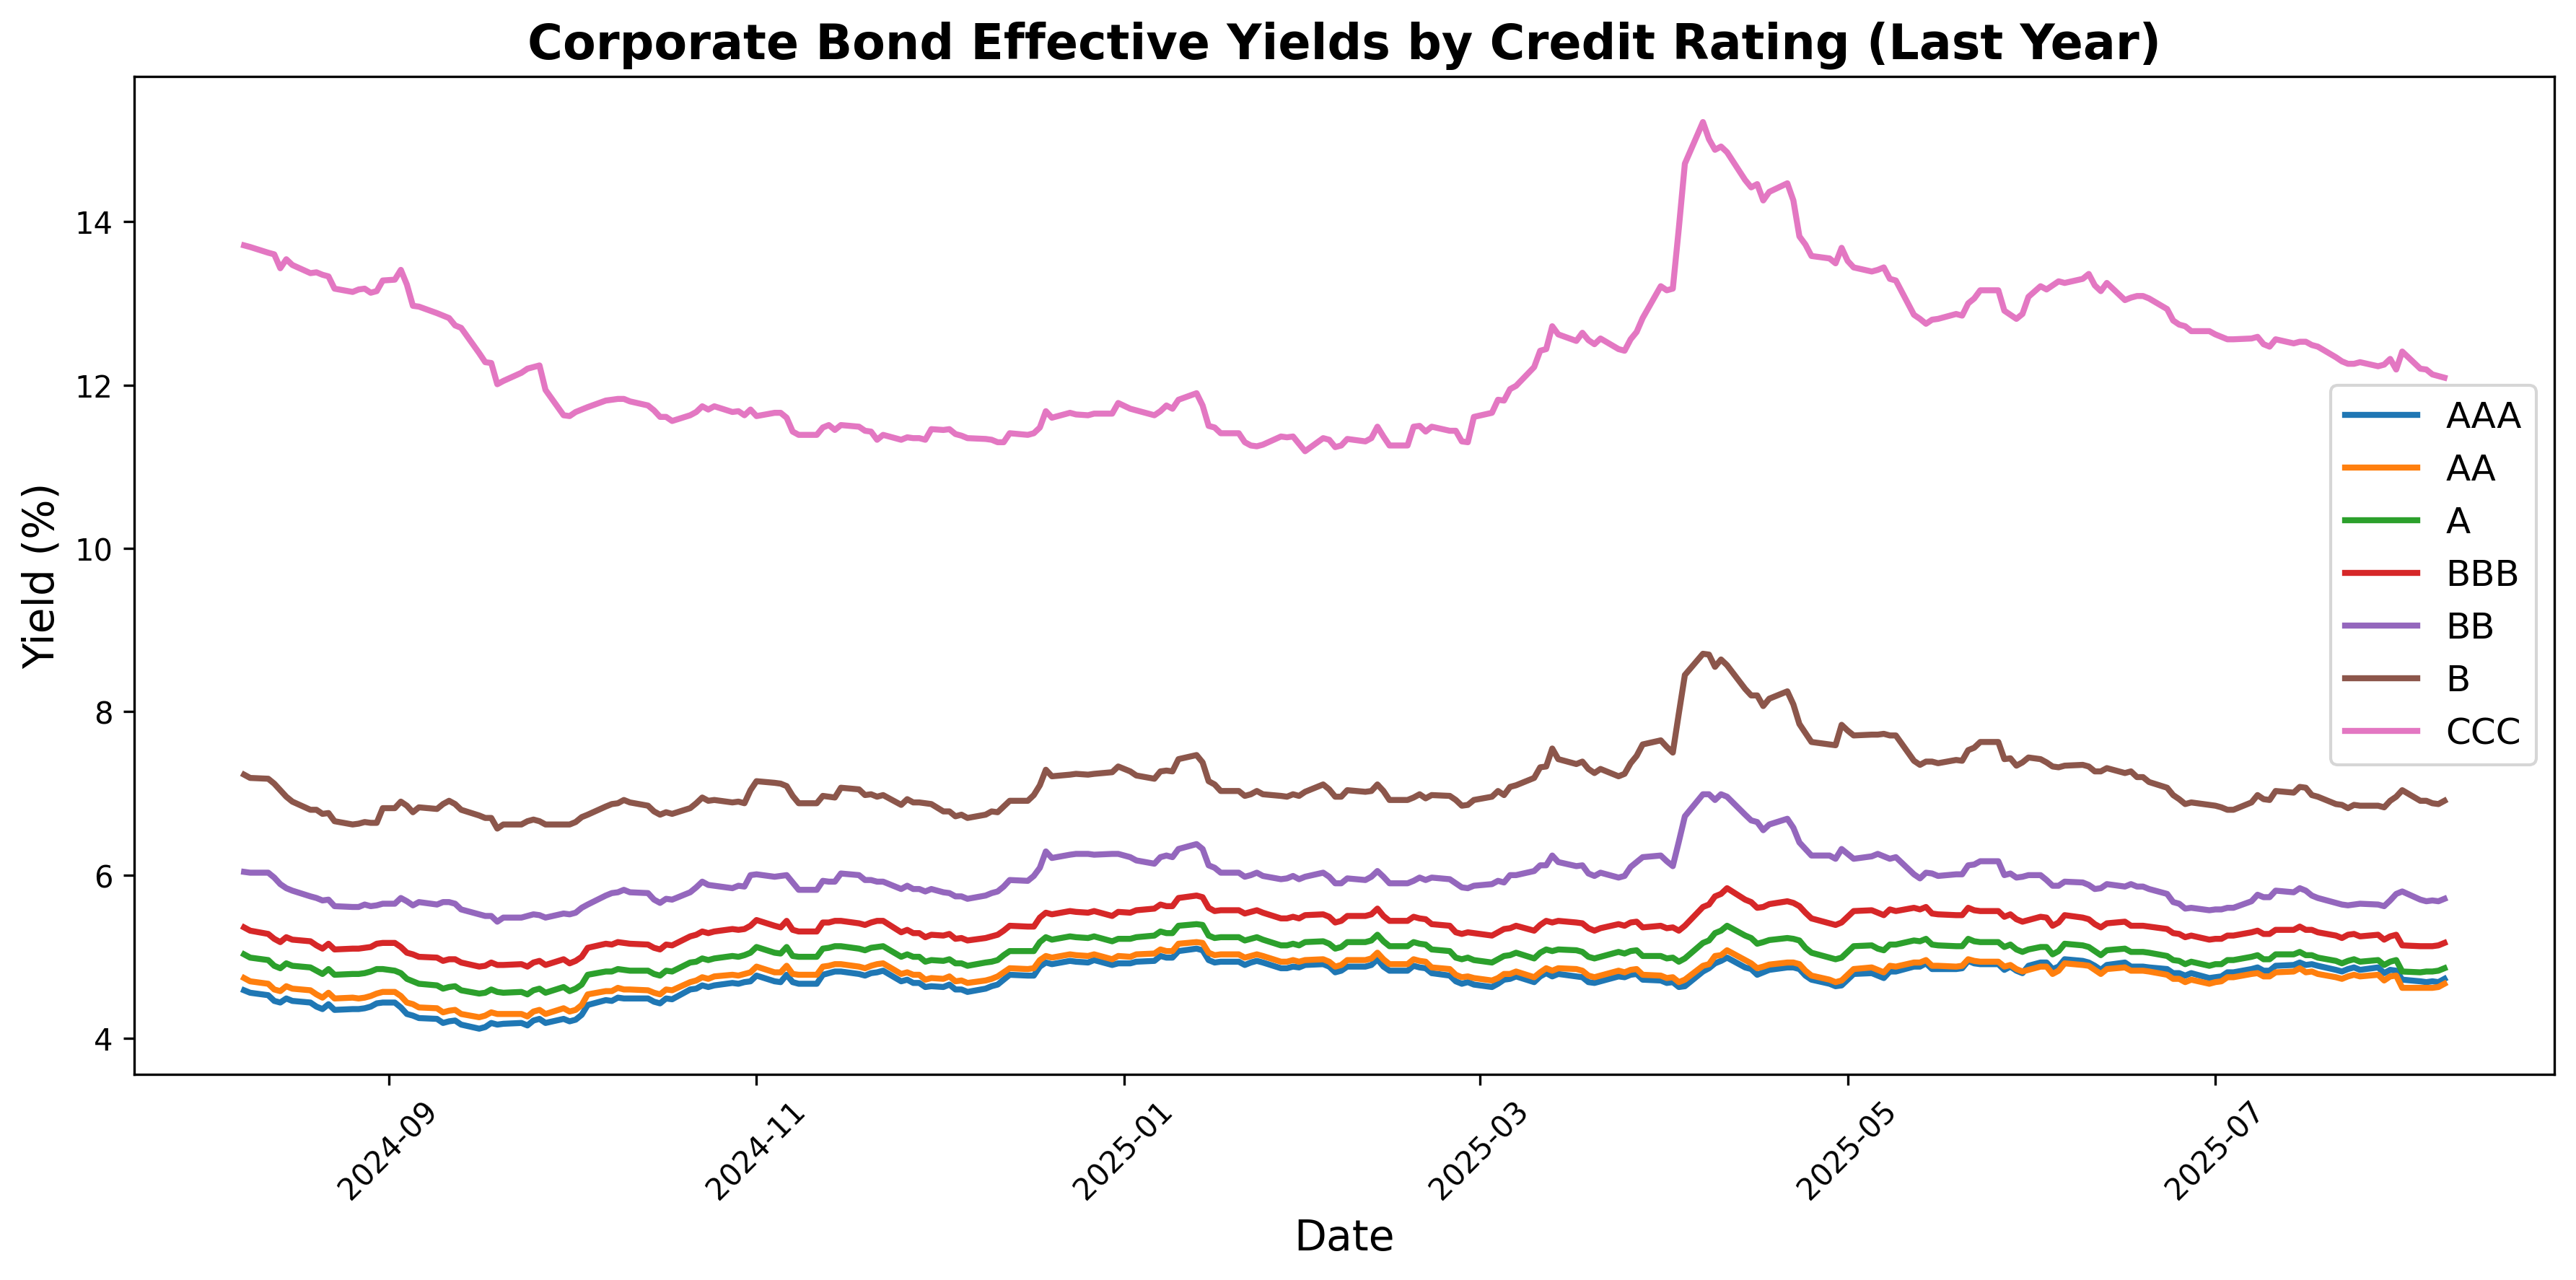 Corporate Bond Effective Yields by Credit Rating (Last Year)
Yield (%)
14
12
10
8
6
4
AAA
AA
A
BBB
BB
B
CCC
2024-09
2024-11
2025-01
2025-03
2025-05
2025-07
Date